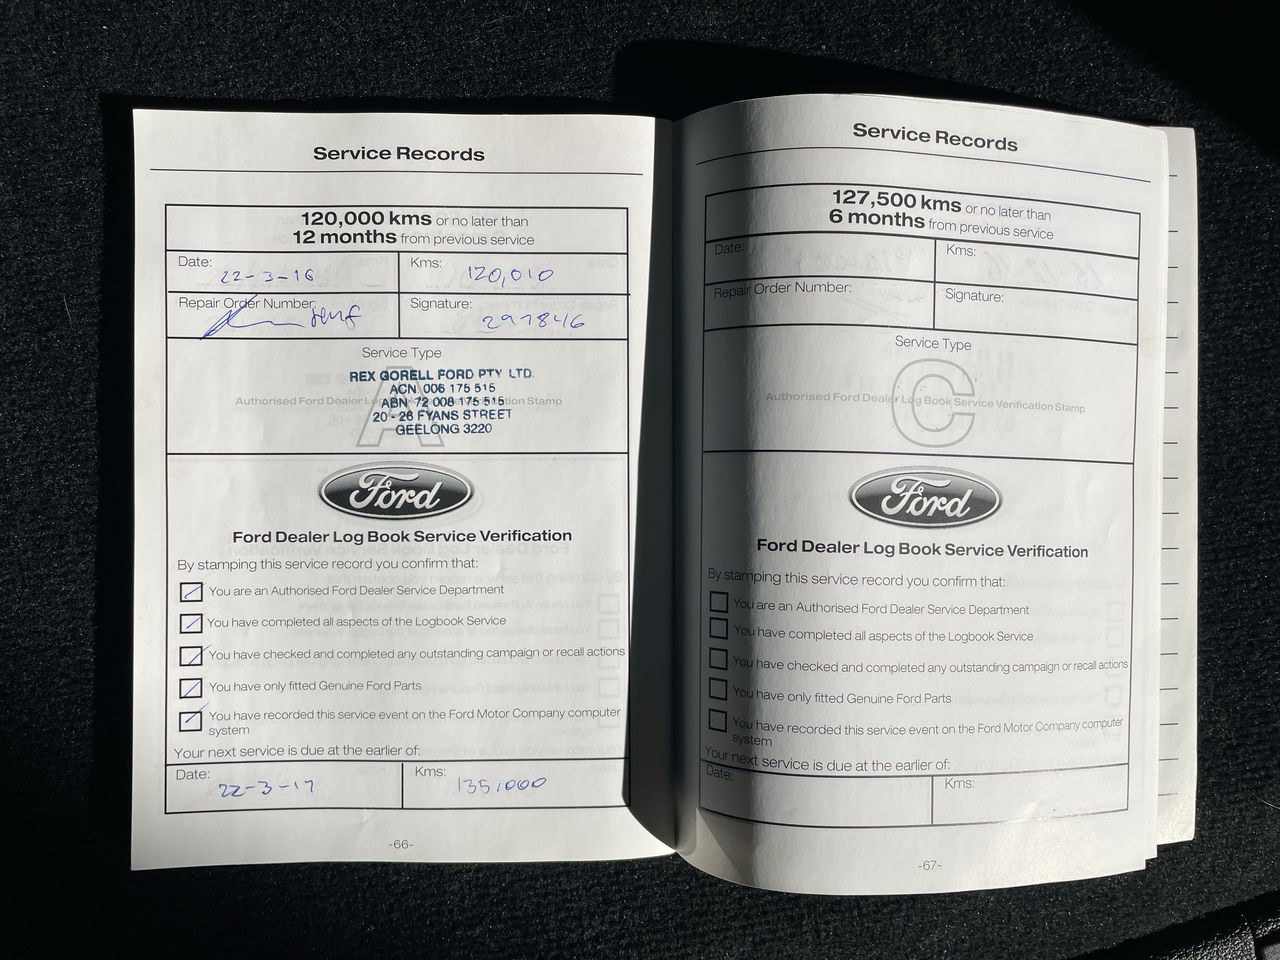 Service Records
120,000 kms or no later than
12 months from previous service
Date: 22-3-16
Kms: 120,010
Repair Order Number:
Signature: 297846
Service Type
A
Authorised Ford Dealer Log Book Service Verification Stamp
REX GORELL FORD PTY LTD.
ACN 006 175 515
ABN 72 006 175 515
20 - 26 FYANS STREET
GEELONG 3220
Ford
Ford Dealer Log Book Service Verification
By stamping this service record you confirm that:
You are an Authorised Ford Dealer Service Department
You have completed all aspects of the Logbook Service
You have checked and completed any outstanding campaign or recall actions
You have only fitted Genuine Ford Parts
You have recorded this service event on the Ford Motor Company computer
system
Your next service is due at the earlier of:
Date: 22-3-17
Kms: 135,000
-66-
Service Records
127,500 kms or no later than
6 months from previous service
Date:
Kms:
Repair Order Number:
Signature:
Service Type
C
Authorised Ford Dealer Log Book Service Verification Stamp
Ford
Ford Dealer Log Book Service Verification
By stamping this service record you confirm that:
You are an Authorised Ford Dealer Service Department
You have completed all aspects of the Logbook Service
You have checked and completed any outstanding campaign or recall actions
You have only fitted Genuine Ford Parts
You have recorded this service event on the Ford Motor Company computer
system
Your next service is due at the earlier of:
Date:
Kms:
-67-